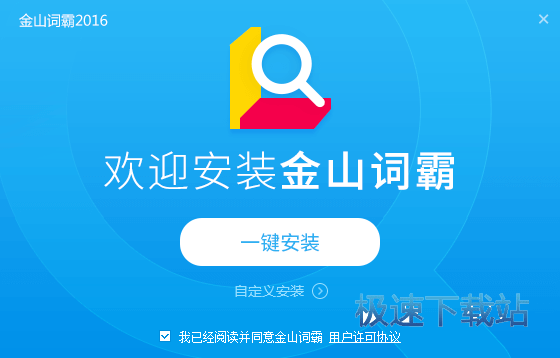 金山词霸2016
欢迎安装金山词霸
一键安装
自定义安装
极速下载站
我已经阅读并同意金山词霸 用户许可协议